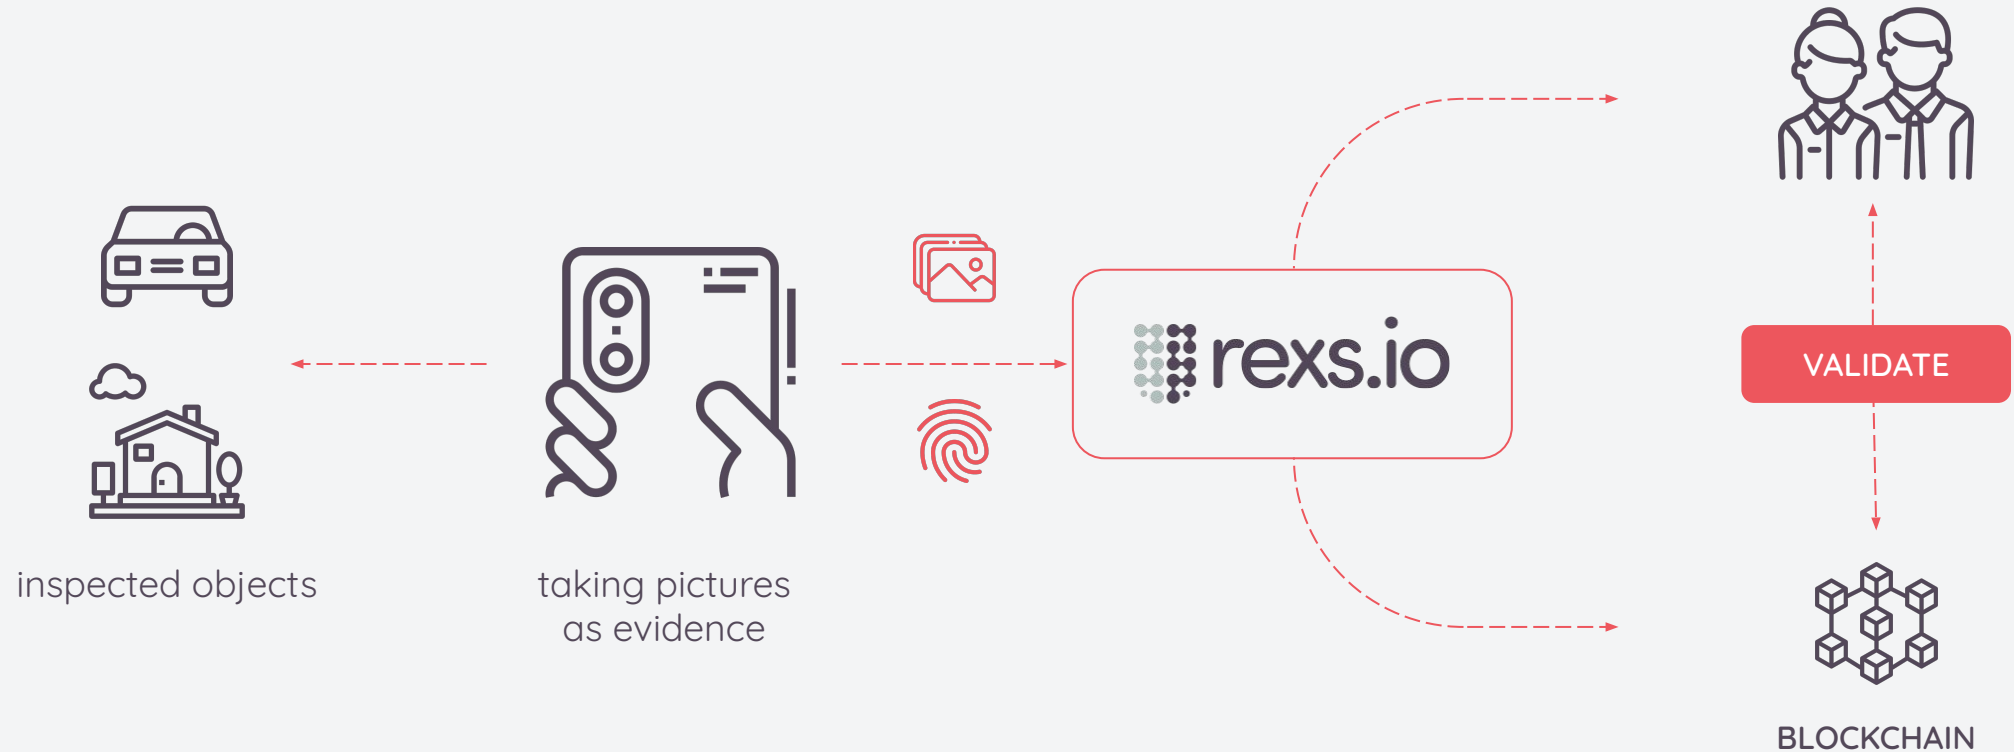 rexs.io
VALIDATE
inspected objects
taking pictures
as evidence
BLOCKCHAIN